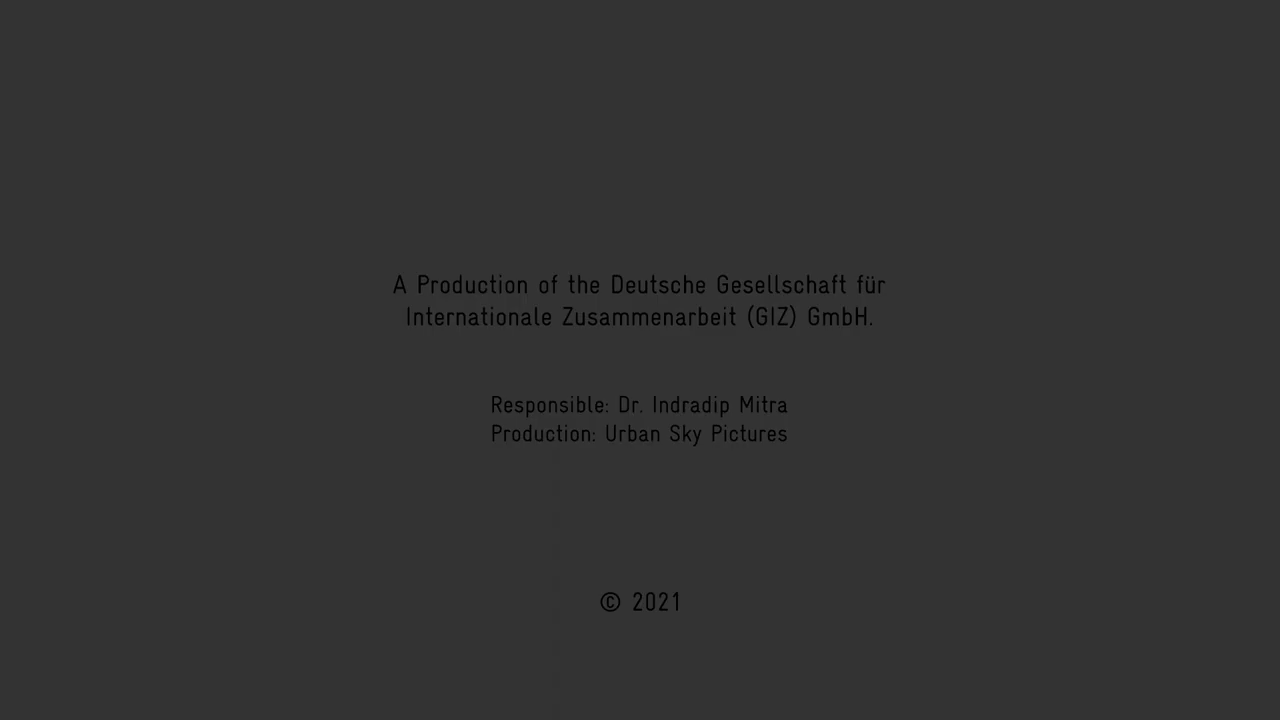 A Production of the Deutsche Gesellschaft für
Internationale Zusammenarbeit (GIZ) GmbH.
Responsible: Dr. Indradip Mitra
Production: Urban Sky Pictures
© 2021